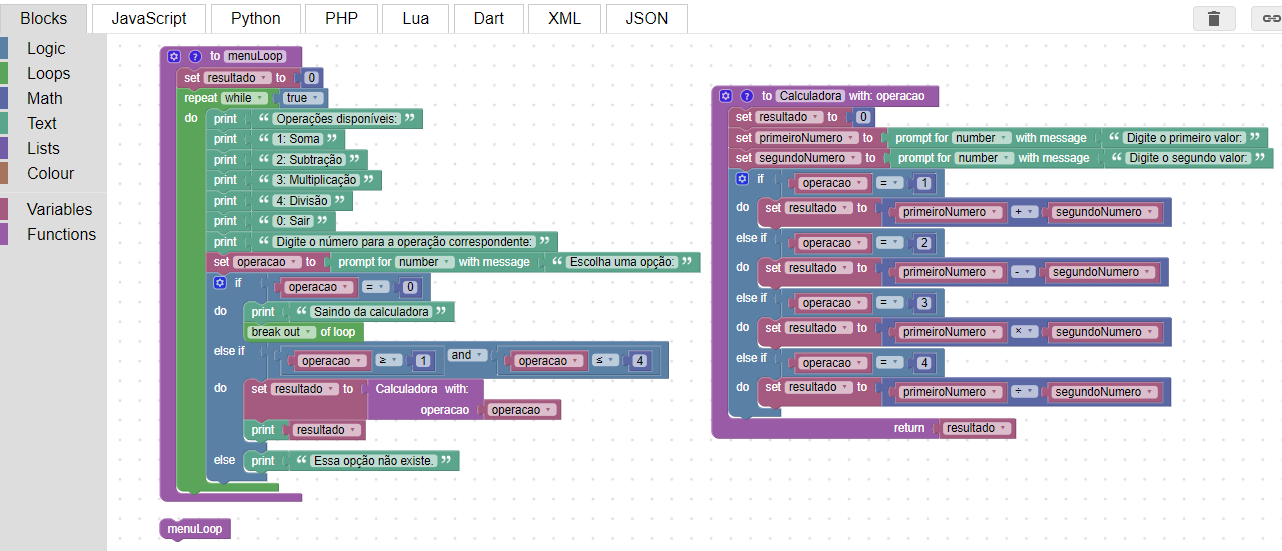 Blocks JavaScript Python PHP Lua Dart XML JSON
Logic
Loops
Math
Text
Lists
Colour
Variables
Functions
? to menuLoop
set resultado to 0
repeat while true
do print “ Operações disponíveis: ”
print “ 1: Soma ”
print “ 2: Subtração ”
print “ 3: Multiplicação ”
print “ 4: Divisão ”
print “ 0: Sair ”
print “ Digite o número para a operação correspondente: ”
set operacao to prompt for number with message “ Escolha uma opção: ”
if operacao = 0
do print “ Saindo da calculadora ”
break out of loop
else if operacao ≥ 1 and operacao ≤ 4
do set resultado to Calculadora with:
operacao operacao
print resultado
else print “ Essa opção não existe. ”
menuLoop
? to Calculadora with: operacao
set resultado to 0
set primeiroNumero to prompt for number with message “ Digite o primeiro valor: ”
set segundoNumero to prompt for number with message “ Digite o segundo valor: ”
if operacao = 1
do set resultado to primeiroNumero + segundoNumero
else if operacao = 2
do set resultado to primeiroNumero - segundoNumero
else if operacao = 3
do set resultado to primeiroNumero × segundoNumero
else if operacao = 4
do set resultado to primeiroNumero ÷ segundoNumero
return resultado